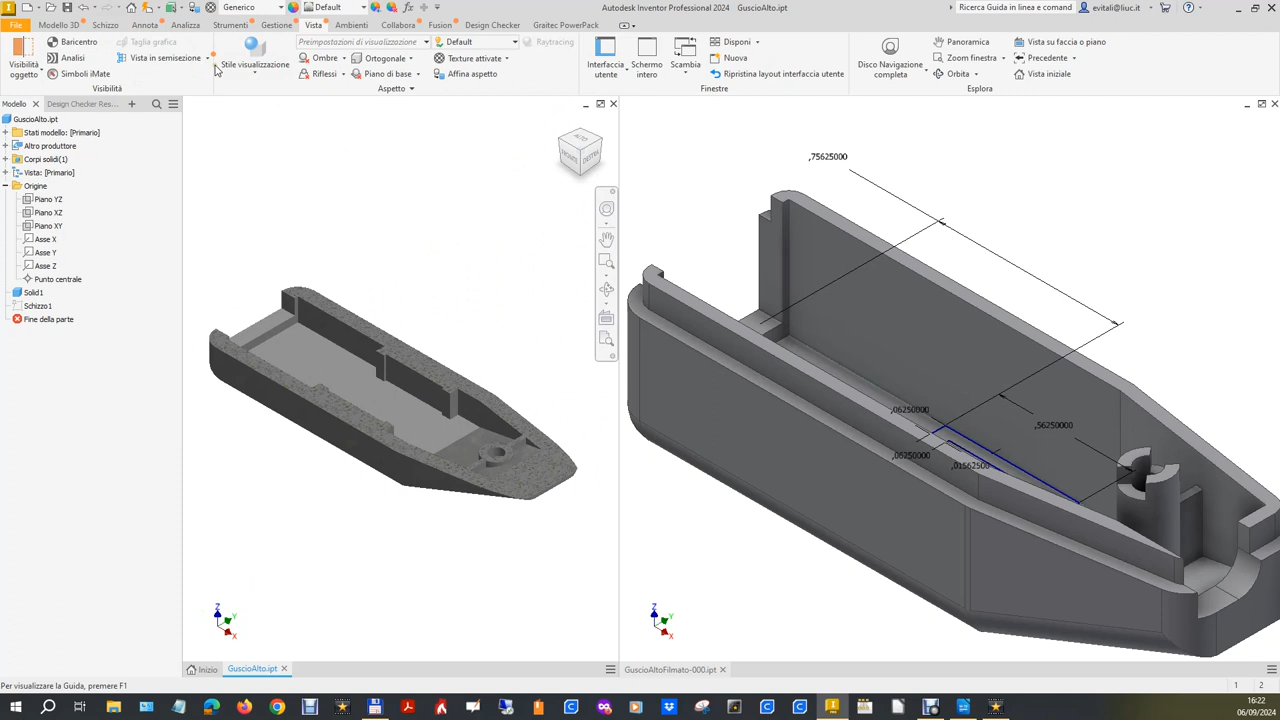 Generico
Default
Autodesk Inventor Professional 2024   GuscioAlto.ipt
Ricerca Guida in linea e comandi
evitali@liuc.it
File
Modello 3D
Schizzo
Annota
Analizza
Strumenti
Gestione
Vista
Ambienti
Collabora
Fusion
Design Checker
Graitec PowerPack
Visibilità oggetto
Baricentro
Analisi
Simboli iMate
Taglia grafica
Vista in semisezione
Visibilità
Stile visualizzazione
Preimpostazioni di visualizzazione
Ombre
Riflessi
Ortogonale
Piano di base
Default
Texture attivate
Affina aspetto
Raytracing
Aspetto
Interfaccia utente
Schermo intero
Scambia
Disponi
Nuova
Ripristina layout interfaccia utente
Finestre
Disco Navigazione completa
Panoramica
Zoom finestra
Orbita
Vista su faccia o piano
Precedente
Vista iniziale
Esplora
Modello
Design Checker Res...
GuscioAlto.ipt
Stati modello: [Primario]
Altro produttore
Corpi solidi(1)
Vista: [Primario]
Origine
Piano YZ
Piano XZ
Piano XY
Asse X
Asse Y
Asse Z
Punto centrale
Solid1
Schizzo1
Fine della parte
ALTO
DESTRA
,75625000
,06250000
,56250000
,06250000
,01562500
Z
Y
X
Z
Y
X
Inizio
GuscioAlto.ipt
GuscioAltoFilmato-000.ipt
Per visualizzare la Guida, premere F1
1
2
16:22
06/09/2024